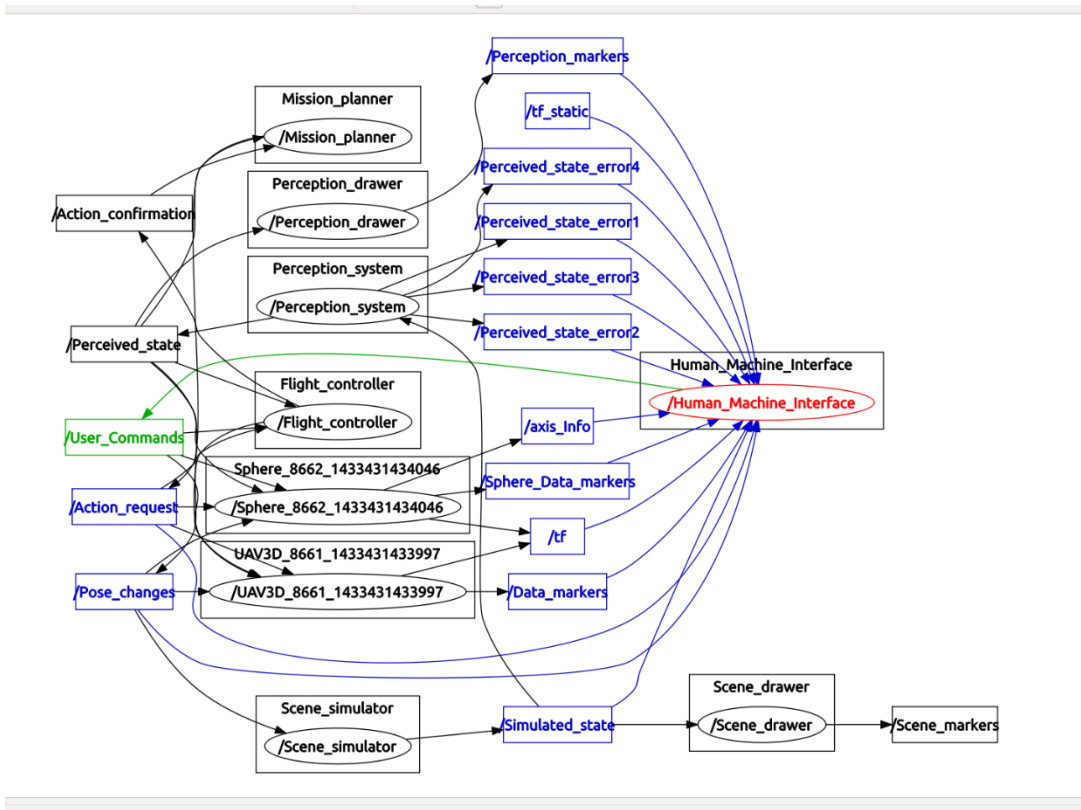 /Perception_markers
Mission_planner
/Mission_planner
/tf_static
/Perceived_state_error4
Perception_drawer
/Perception_drawer
/Action_confirmation
/Perceived_state_error1
Perception_system
/Perception_system
/Perceived_state_error3
/Perceived_state
/Perceived_state_error2
Human_Machine_Interface
/Human_Machine_Interface
Flight_controller
/Flight_controller
/User_Commands
/axis_Info
Sphere_8662_1433431434046
/Sphere_8662_1433431434046
/Sphere_Data_markers
/Action_request
/tf
UAV3D_8661_1433431433997
/UAV3D_8661_1433431433997
/Pose_changes
/Data_markers
Scene_simulator
/Scene_simulator
/Simulated_state
Scene_drawer
/Scene_drawer
/Scene_markers